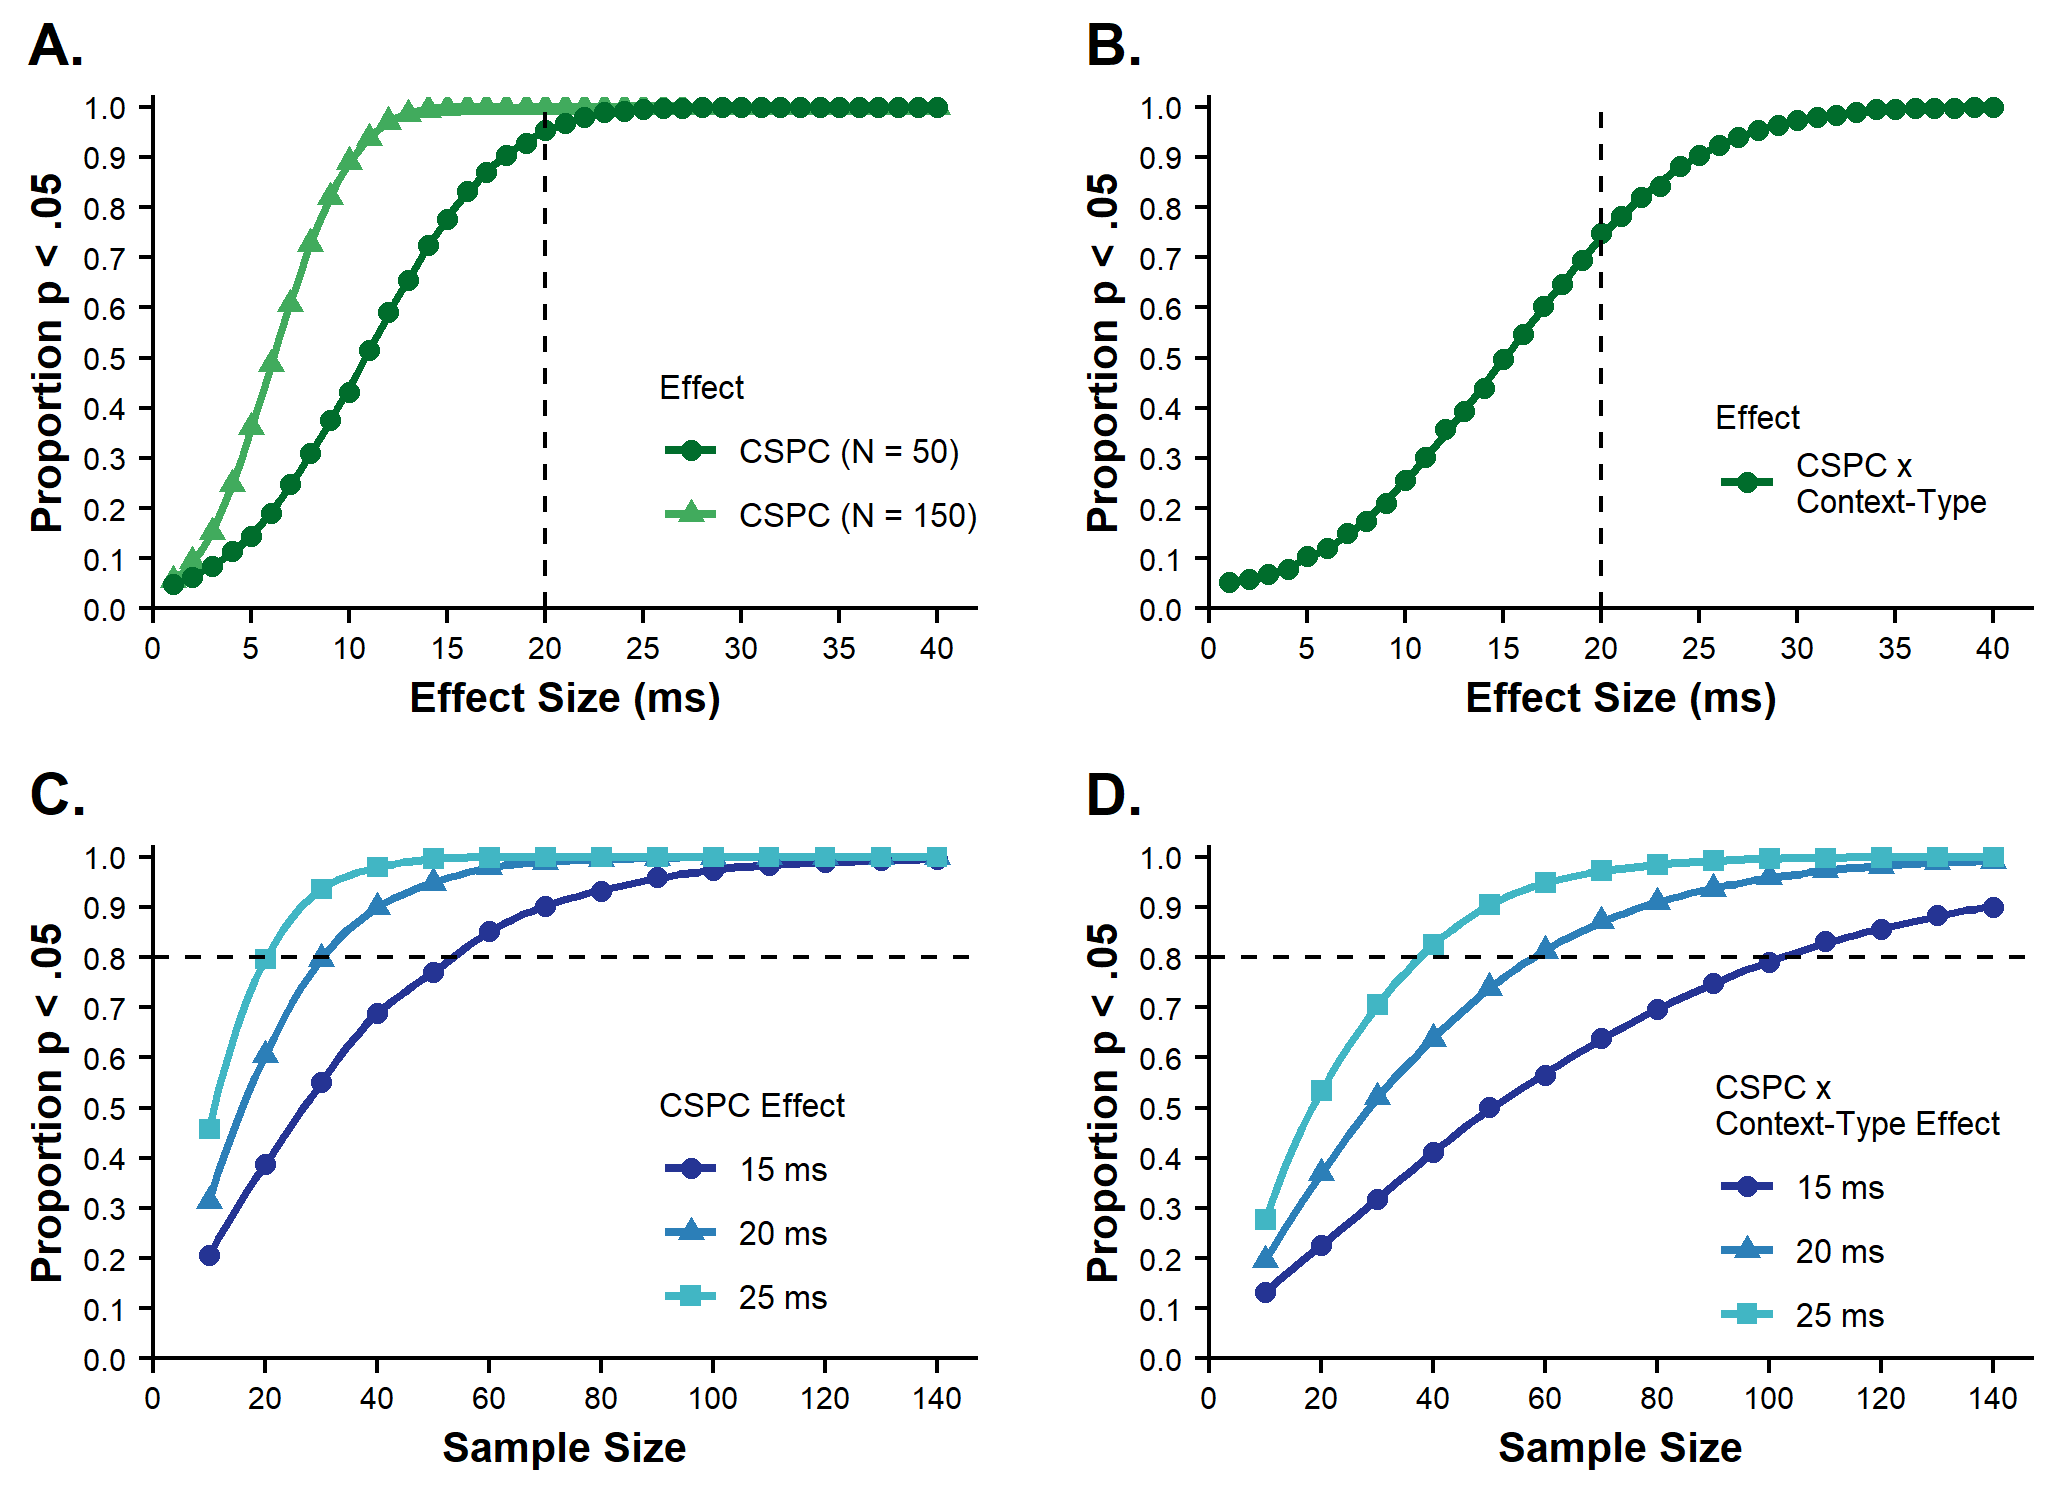 A.
Proportion p < .05
1.0
0.9
0.8
0.7
0.6
0.5
0.4
0.3
0.2
0.1
0.0
0 5 10 15 20 25 30 35 40
Effect Size (ms)
Effect
CSPC (N = 50)
CSPC (N = 150)
B.
Proportion p < .05
1.0
0.9
0.8
0.7
0.6
0.5
0.4
0.3
0.2
0.1
0.0
0 5 10 15 20 25 30 35 40
Effect Size (ms)
Effect
CSPC x
Context-Type
C.
Proportion p < .05
1.0
0.9
0.8
0.7
0.6
0.5
0.4
0.3
0.2
0.1
0.0
0 20 40 60 80 100 120 140
Sample Size
CSPC Effect
15 ms
20 ms
25 ms
D.
Proportion p < .05
1.0
0.9
0.8
0.7
0.6
0.5
0.4
0.3
0.2
0.1
0.0
0 20 40 60 80 100 120 140
Sample Size
CSPC x
Context-Type Effect
15 ms
20 ms
25 ms